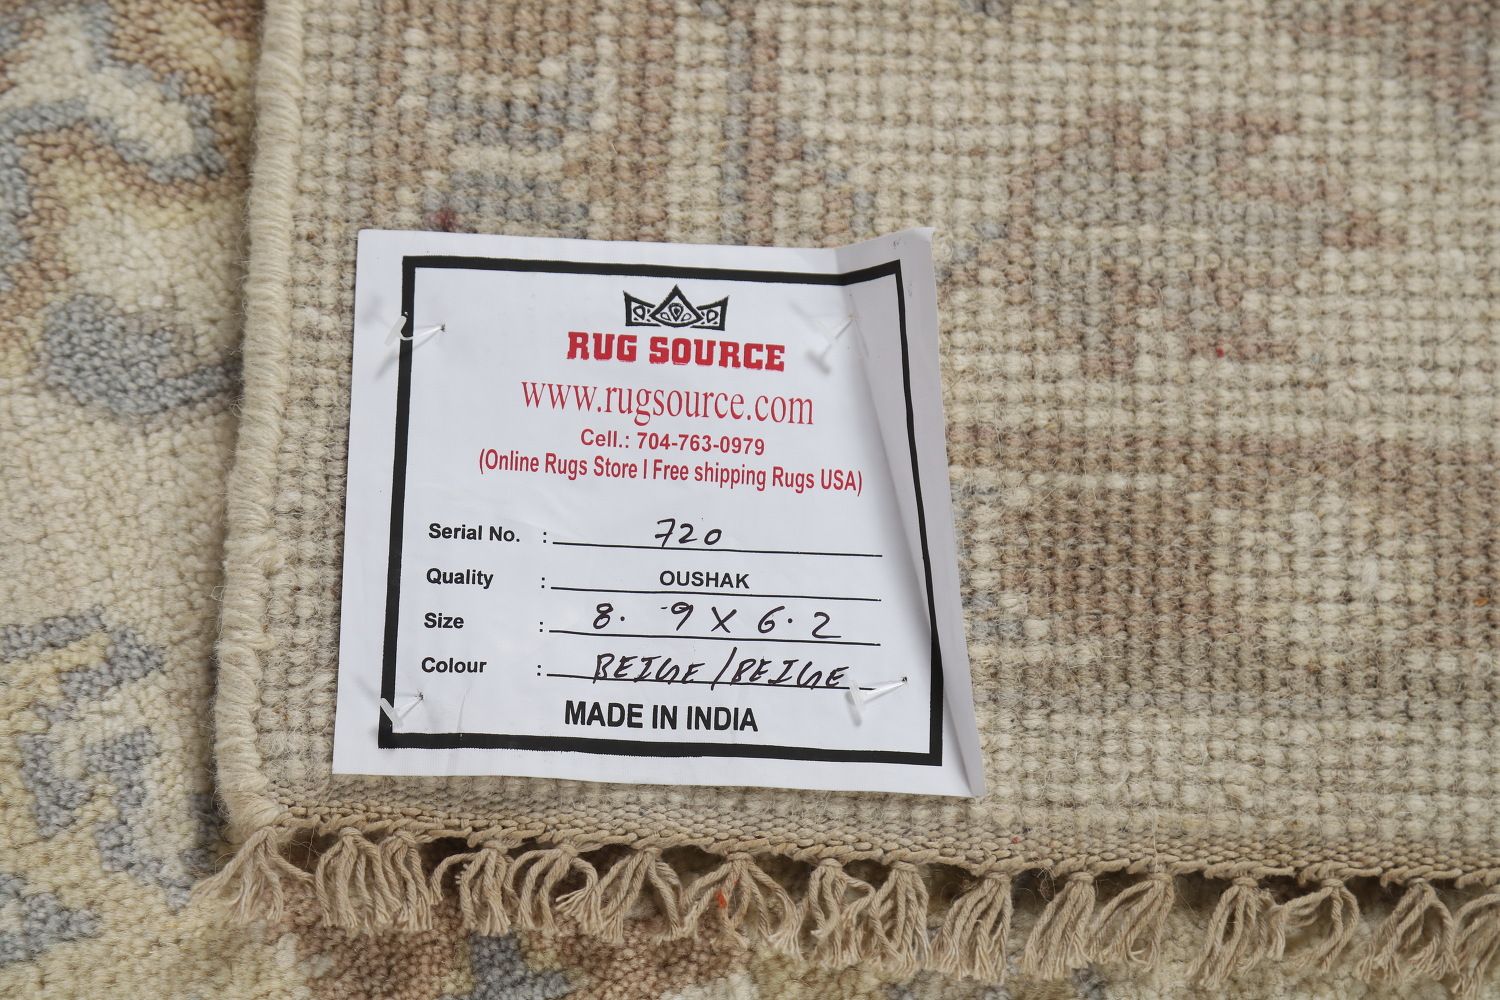 RUG SOURCE
www.rugsource.com
Cell.: 704-763-0979
(Online Rugs Store I Free shipping Rugs USA)
Serial No. : 720
Quality : OUSHAK
Size : 8. 9 X 6.2
Colour : BEIGE/BEIGE
MADE IN INDIA